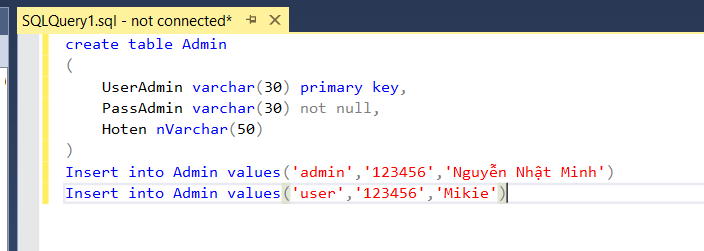 SQLQuery1.sql - not connected*
create table Admin
(
UserAdmin varchar(30) primary key,
PassAdmin varchar(30) not null,
Hoten nVarchar(50)
)
Insert into Admin values('admin','123456','Nguyễn Nhật Minh')
Insert into Admin values('user','123456','Mikie')